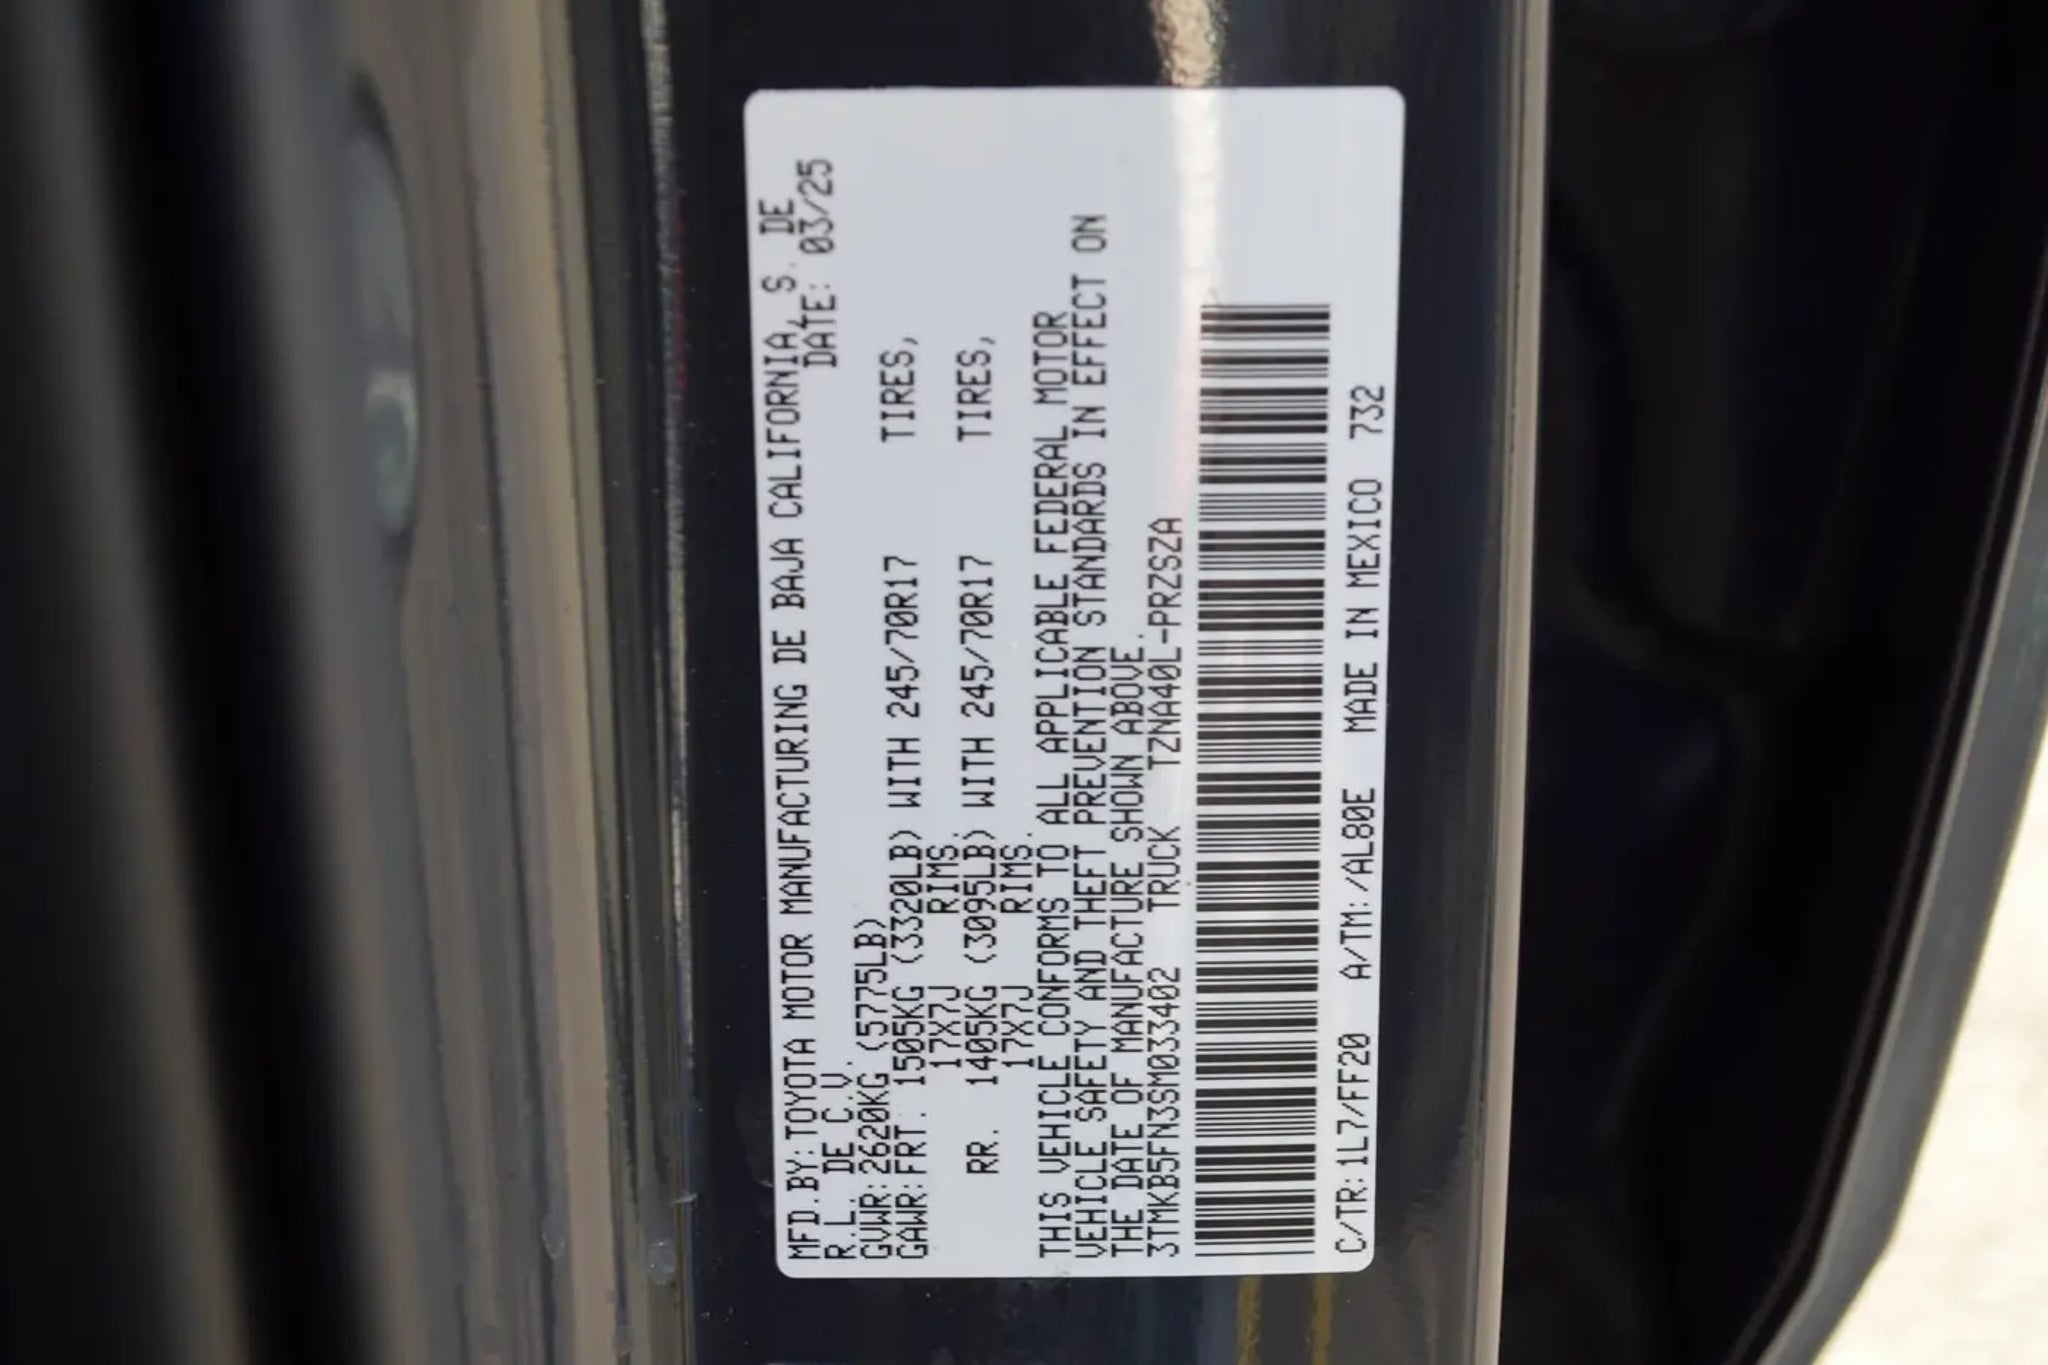 MFD.BY:TOYOTA MOTOR MANUFACTURING DE BAJA CALIFORNIA, S. DE
R.L. DE C.V. DATE: 03/25
GVWR:2620KG (5775LB)
GAWR:FRT. 1505KG (3320LB) WITH 245/70R17 TIRES,
17X7J RIMS.
RR. 1405KG (3095LB) WITH 245/70R17 TIRES,
17X7J RIMS.
THIS VEHICLE CONFORMS TO ALL APPLICABLE FEDERAL MOTOR
VEHICLE SAFETY AND THEFT PREVENTION STANDARDS IN EFFECT ON
THE DATE OF MANUFACTURE SHOWN ABOVE.
3TMKB5FN3SM033402 TRUCK TZNA40L-PRZSZA
C/TR:1L7/FF20 A/TM:/AL80E MADE IN MEXICO 732